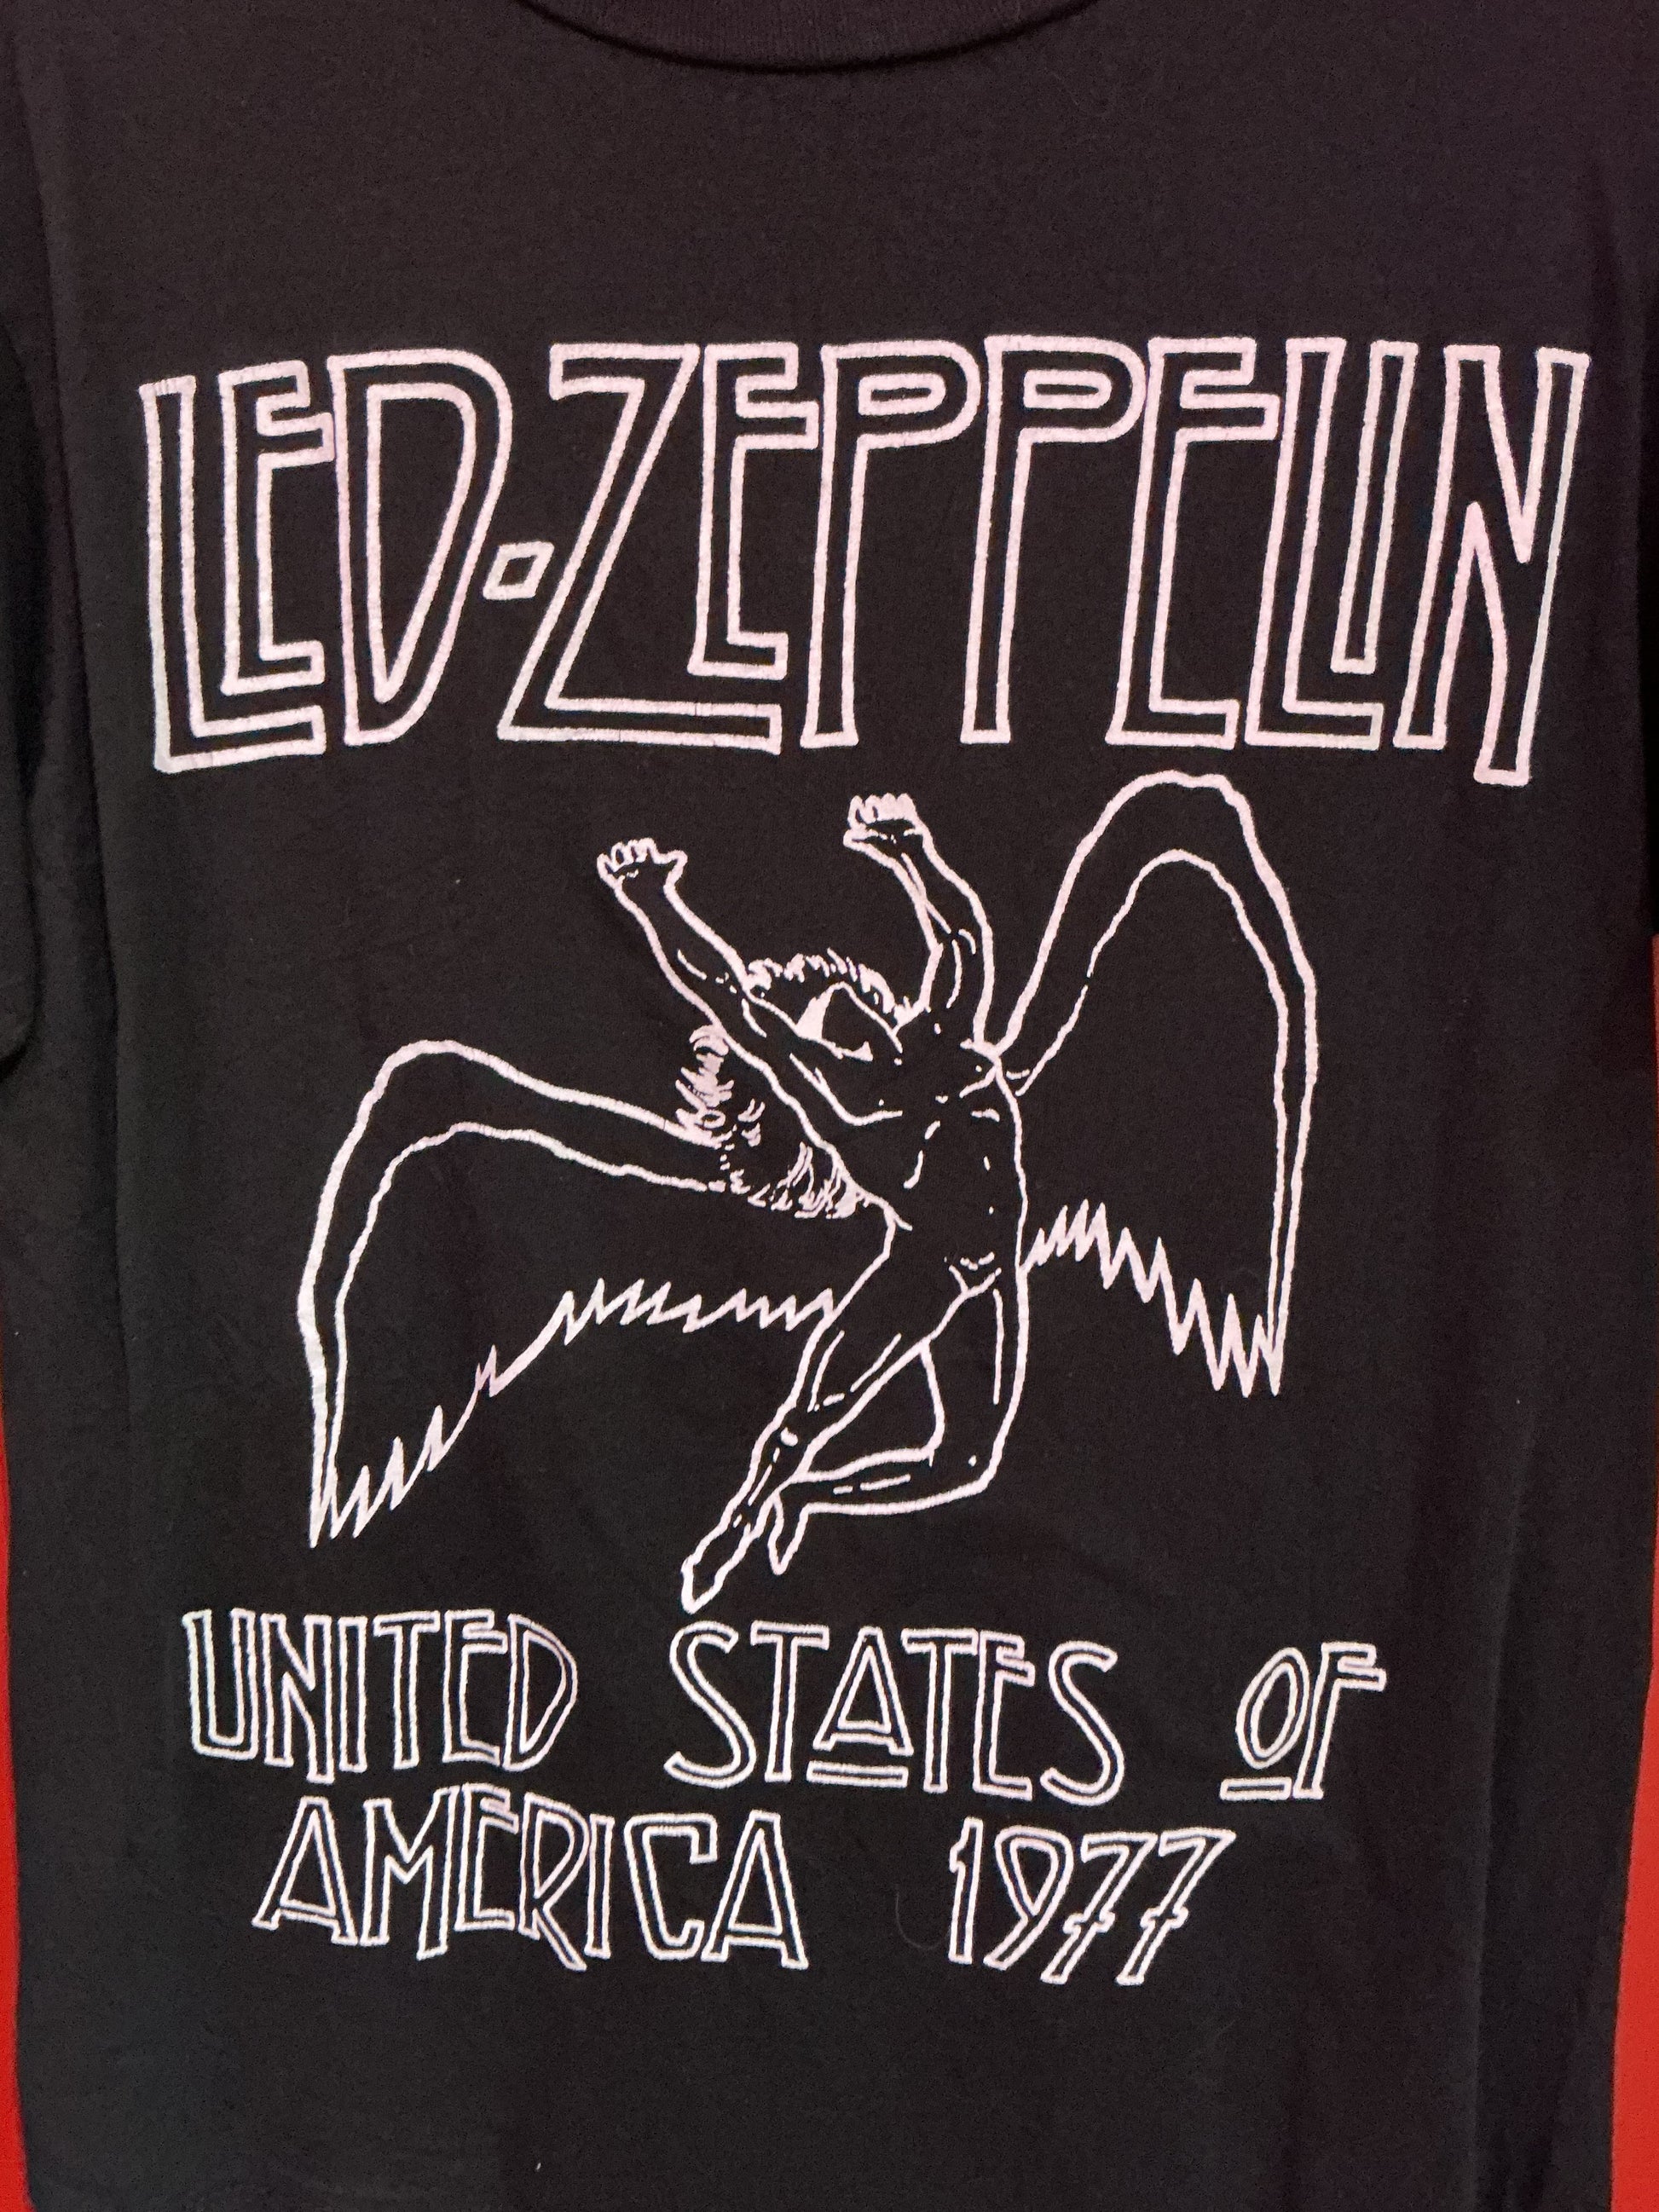 LED-ZEPPELIN
UNITED STATES OF
AMERICA 1977